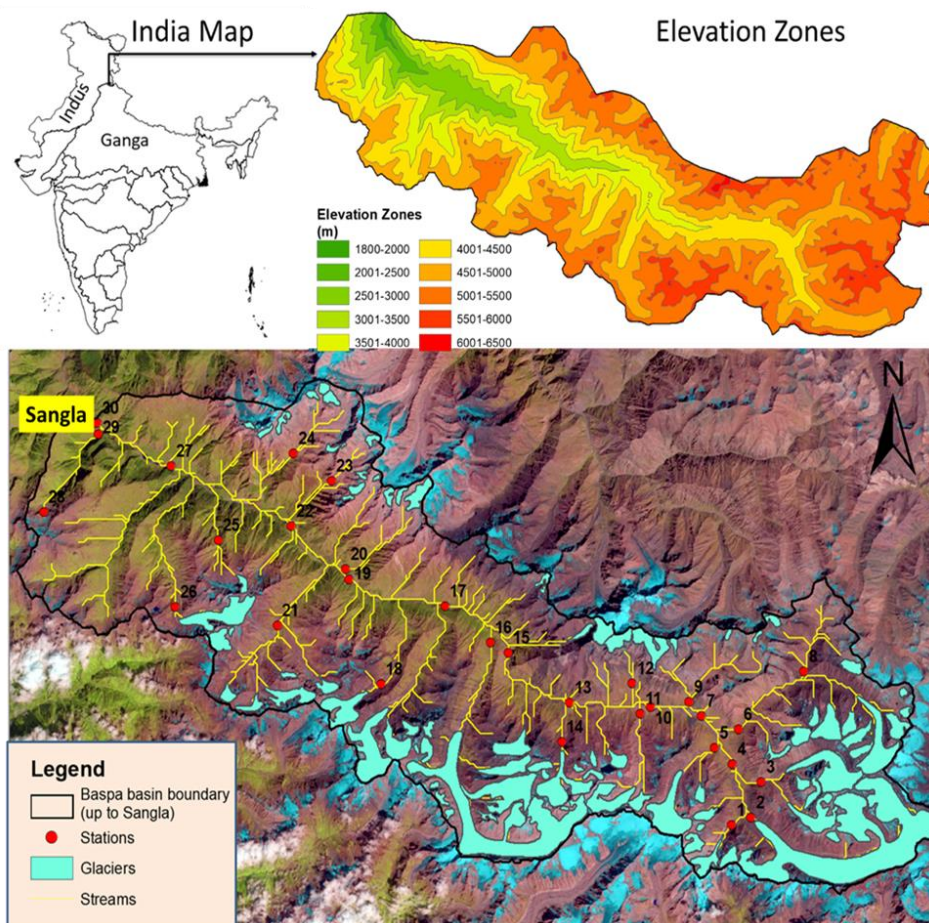 India Map
Elevation Zones
Indus
Ganga
Elevation Zones
(m)
1800-2000
4001-4500
2001-2500
4501-5000
2501-3000
5001-5500
3001-3500
5501-6000
3501-4000
6001-6500
N
Sangla
30
29
27
24
23
28
22
25
20
19
26
21
17
16
15
18
12
8
13
11
9
7
10
14
6
5
4
3
2
1
Legend
Baspa basin boundary
(up to Sangla)
Stations
Glaciers
Streams